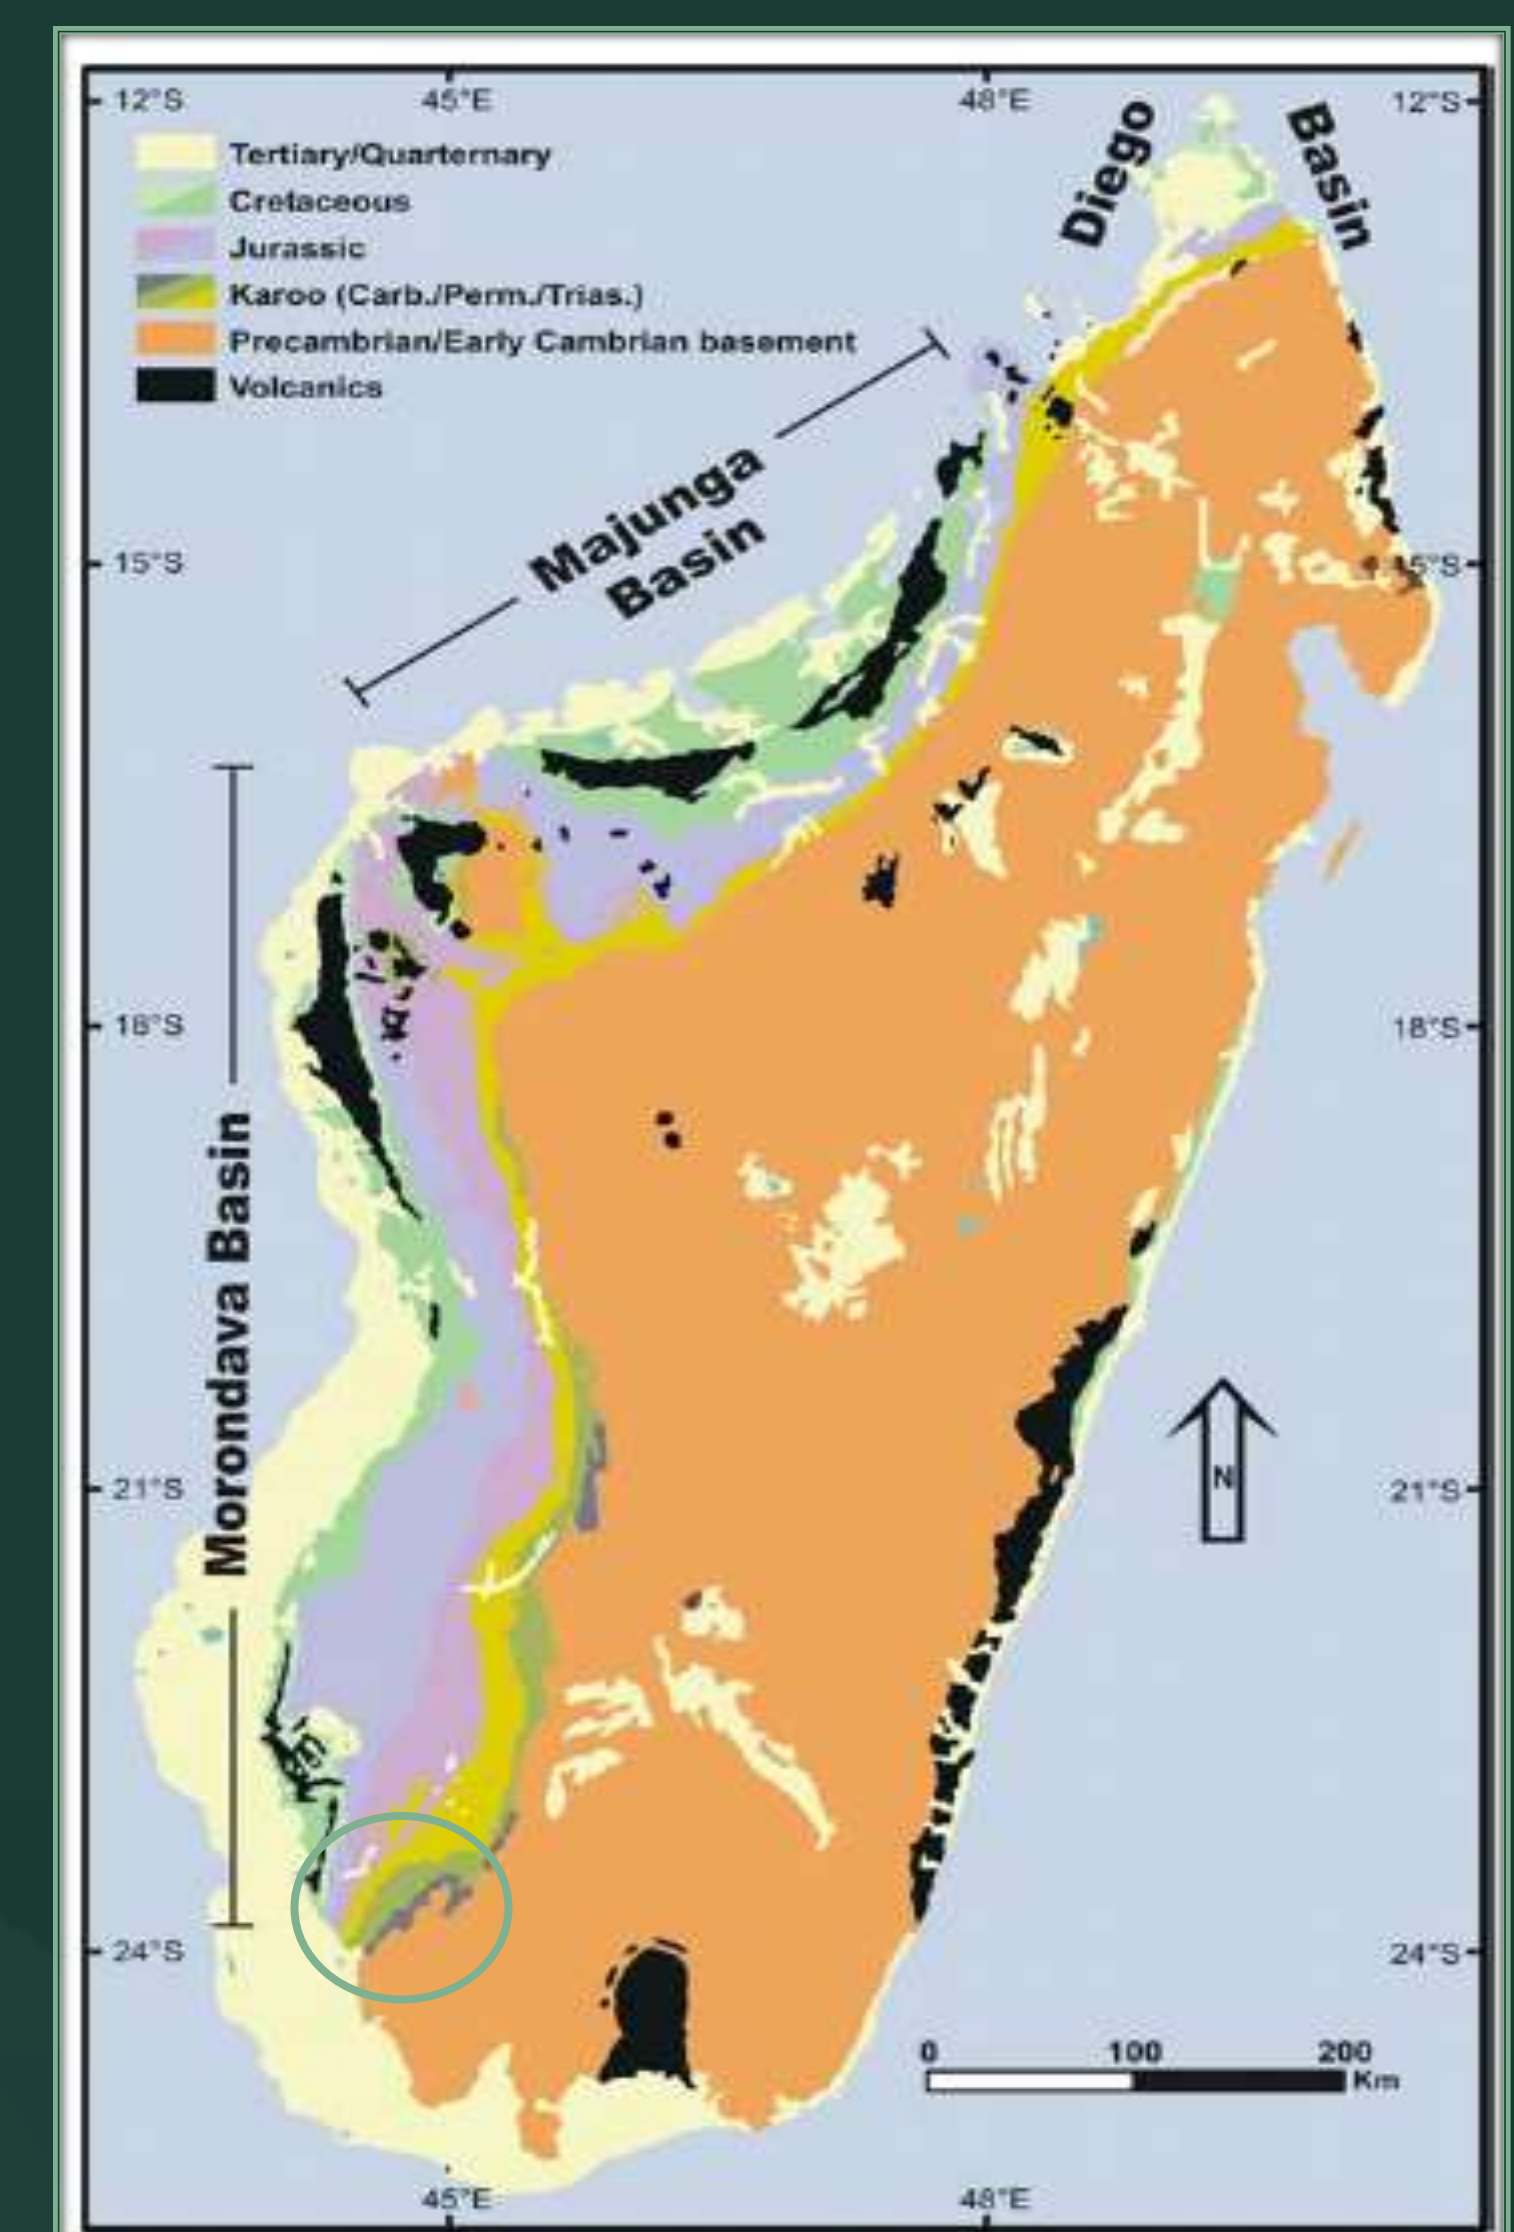 12°S
45°E
48°E
12°S
Diego
Basin
Tertiary/Quarternary
Cretaceous
Jurassic
Karoo (Carb./Perm./Trias.)
Precambrian/Early Cambrian basement
Volcanics
Majunga
Basin
15°S
15°S
18°S
18°S
Morondava Basin
21°S
21°S
N
24°S
24°S
0 100 200
Km
45°E
48°E